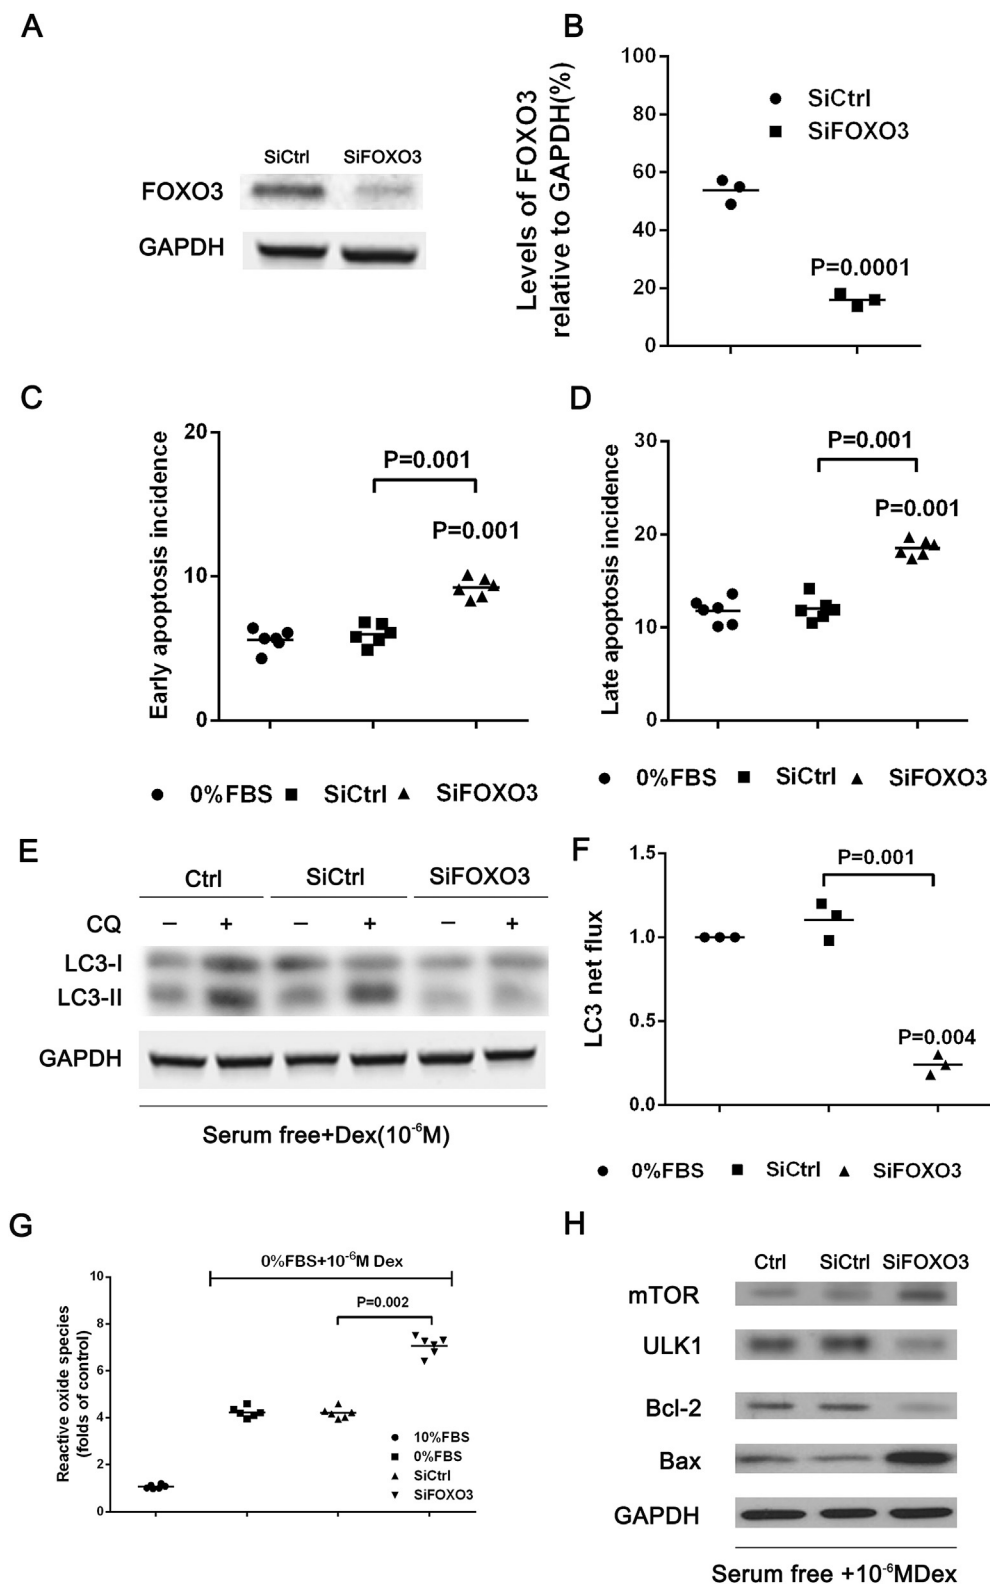 A
SiCtrl SiFOXO3
FOXO3
GAPDH
B
Levels of FOXO3
relative to GAPDH(%)
100
80
60
40
20
0
SiCtrl
SiFOXO3
P=0.0001
C
Early apoptosis incidence
20
10
0
P=0.001
P=0.001
0%FBS SiCtrl SiFOXO3
D
Late apoptosis incidence
30
20
10
0
P=0.001
P=0.001
0%FBS SiCtrl SiFOXO3
E
Ctrl SiCtrl SiFOXO3
CQ − + − + − +
LC3-I
LC3-II
GAPDH
Serum free+Dex(10⁻⁶M)
F
LC3 net flux
1.5
1.0
0.5
0.0
P=0.001
P=0.004
0%FBS SiCtrl SiFOXO3
G
Reactive oxide species
(folds of control)
10
8
6
4
2
0
0%FBS+10⁻⁶M Dex
P=0.002
10%FBS
0%FBS
SiCtrl
SiFOXO3
H
Ctrl SiCtrl SiFOXO3
mTOR
ULK1
Bcl-2
Bax
GAPDH
Serum free +10⁻⁶MDex